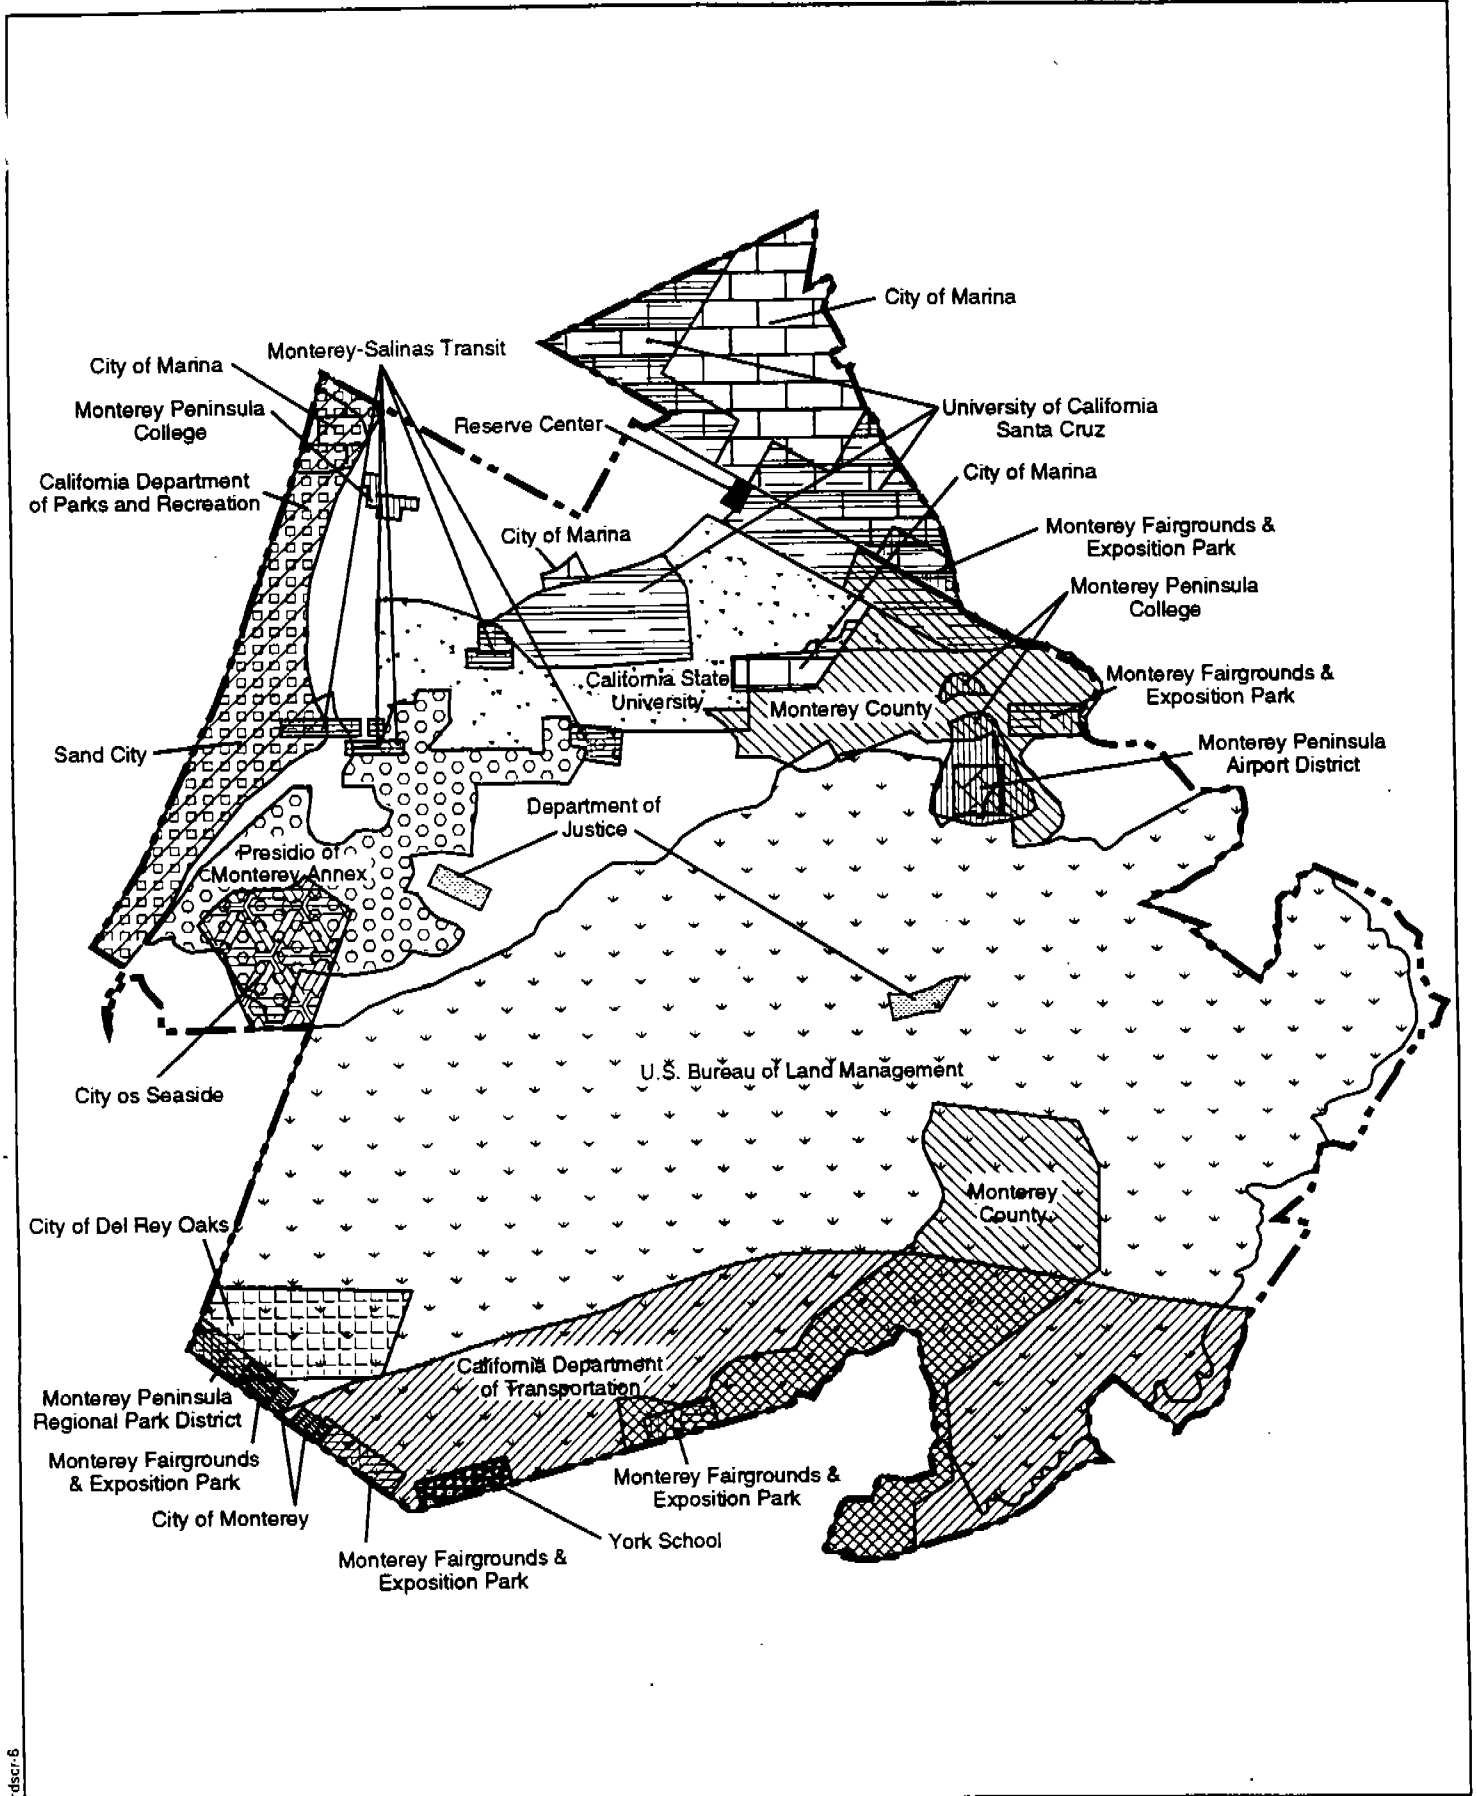 City of Marina
Monterey-Salinas Transit
City of Marina
Monterey Peninsula
College
Reserve Center
University of California
Santa Cruz
California Department
of Parks and Recreation
City of Marina
City of Marina
Monterey Fairgrounds &
Exposition Park
Monterey Peninsula
College
California State
University
Monterey County
Monterey Fairgrounds &
Exposition Park
Sand City
Monterey Peninsula
Airport District
Department of
Justice
Presidio of
Monterey Annex
U.S. Bureau of Land Management
City os Seaside
Monterey
County
City of Del Rey Oaks
California Department
of Transportation
Monterey Peninsula
Regional Park District
Monterey Fairgrounds
& Exposition Park
City of Monterey
Monterey Fairgrounds &
Exposition Park
York School
Monterey Fairgrounds &
Exposition Park
rdscr-6